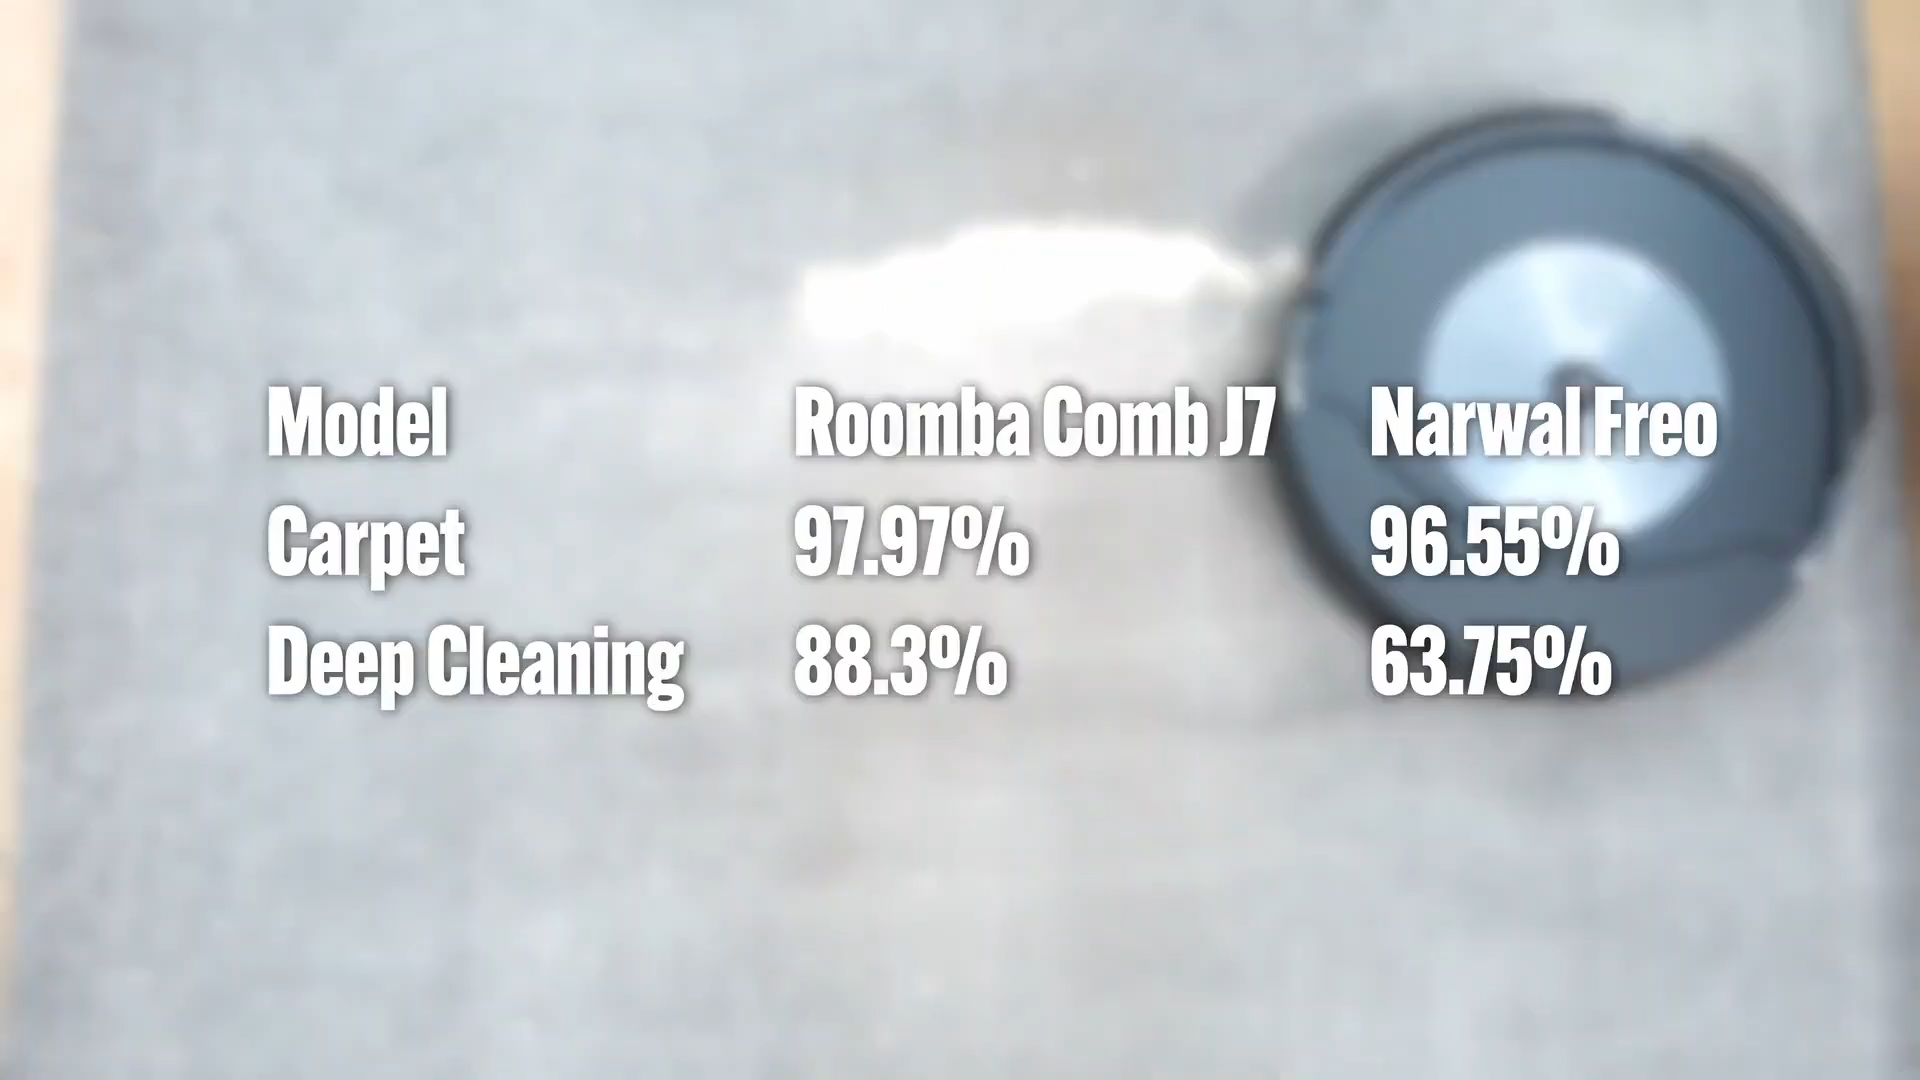 Model Roomba Comb J7 Narwal Freo
Carpet 97.97% 96.55%
Deep Cleaning 88.3% 63.75%